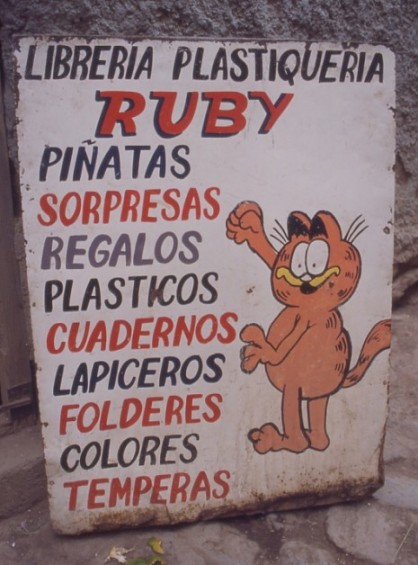 LIBRERIA PLASTIQUERIA
RUBY
PIÑATAS
SORPRESAS
REGALOS
PLASTICOS
CUADERNOS
LAPICEROS
FOLDERES
COLORES
TEMPERAS